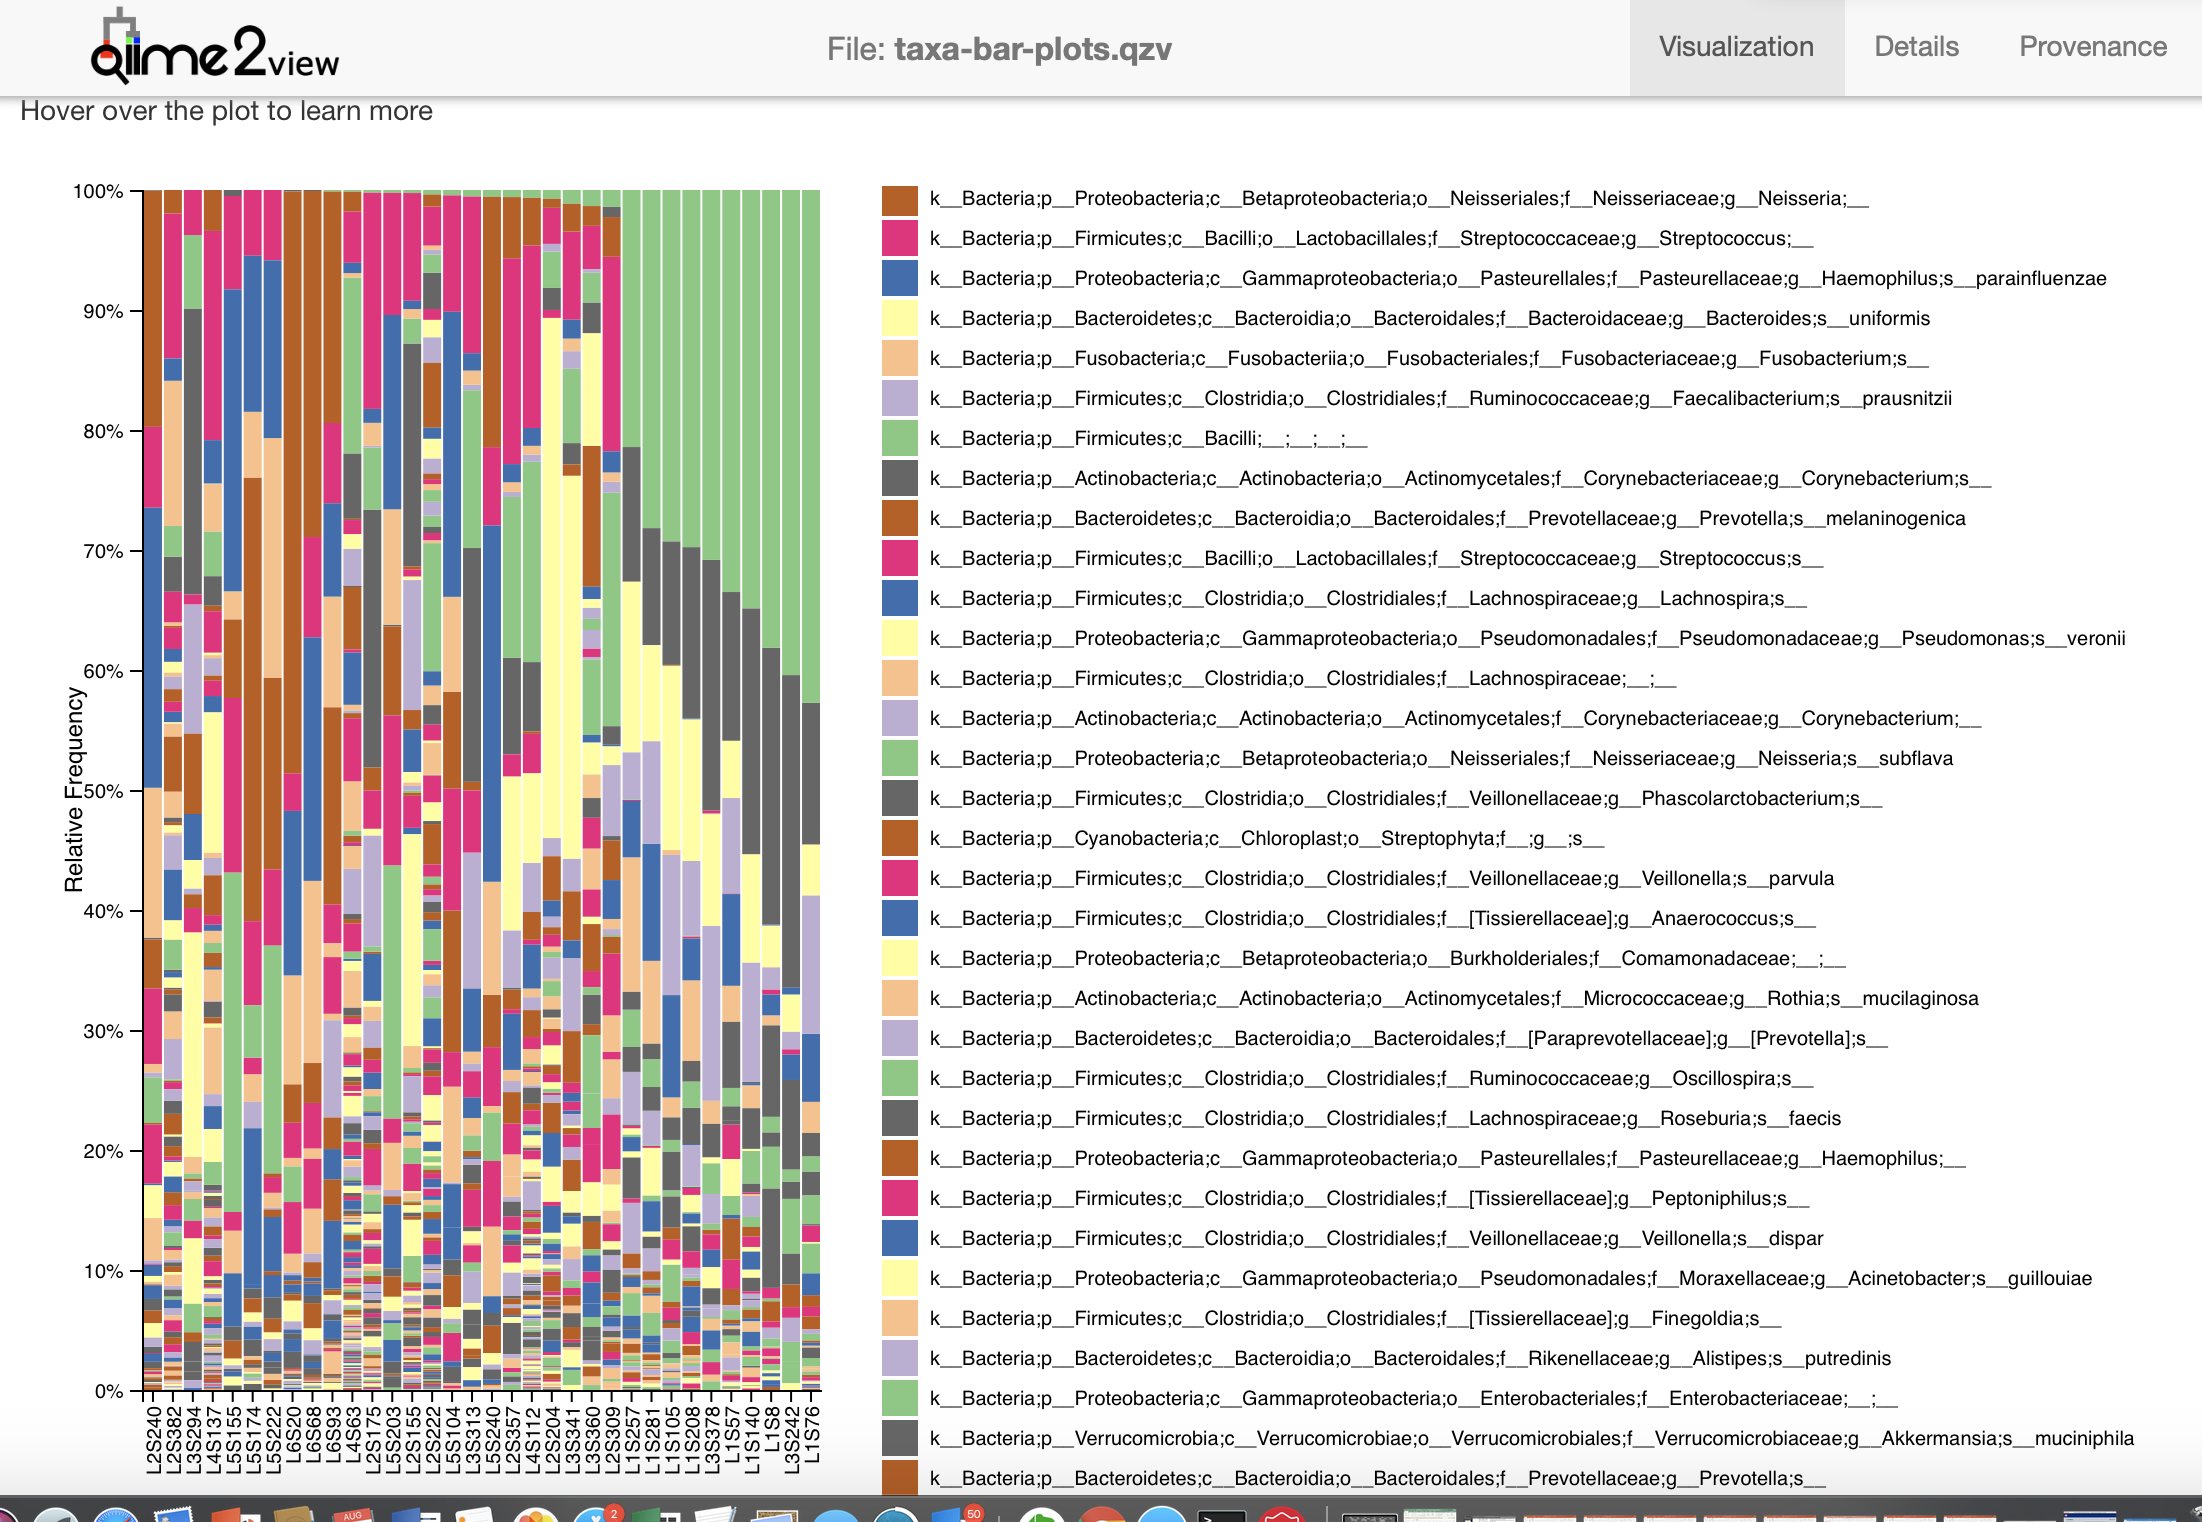 qiime2view
File: taxa-bar-plots.qzv
Visualization
Details
Provenance
Hover over the plot to learn more
100%
90%
80%
70%
60%
50%
40%
30%
20%
10%
0%
Relative Frequency
L2S240
L2S382
L3S294
L4S137
L5S155
L5S174
L5S222
L6S20
L6S68
L6S93
L4S63
L2S175
L5S203
L2S155
L2S222
L5S104
L3S313
L5S240
L2S357
L4S112
L2S204
L3S341
L3S360
L2S309
L1S257
L1S281
L1S105
L1S208
L3S378
L1S57
L1S140
L1S8
L3S242
L1S76
k__Bacteria;p__Proteobacteria;c__Betaproteobacteria;o__Neisseriales;f__Neisseriaceae;g__Neisseria;__
k__Bacteria;p__Firmicutes;c__Bacilli;o__Lactobacillales;f__Streptococcaceae;g__Streptococcus;__
k__Bacteria;p__Proteobacteria;c__Gammaproteobacteria;o__Pasteurellales;f__Pasteurellaceae;g__Haemophilus;s__parainfluenzae
k__Bacteria;p__Bacteroidetes;c__Bacteroidia;o__Bacteroidales;f__Bacteroidaceae;g__Bacteroides;s__uniformis
k__Bacteria;p__Fusobacteria;c__Fusobacteriia;o__Fusobacteriales;f__Fusobacteriaceae;g__Fusobacterium;s__
k__Bacteria;p__Firmicutes;c__Clostridia;o__Clostridiales;f__Ruminococcaceae;g__Faecalibacterium;s__prausnitzii
k__Bacteria;p__Firmicutes;c__Bacilli;__;__;__;__
k__Bacteria;p__Actinobacteria;c__Actinobacteria;o__Actinomycetales;f__Corynebacteriaceae;g__Corynebacterium;s__
k__Bacteria;p__Bacteroidetes;c__Bacteroidia;o__Bacteroidales;f__Prevotellaceae;g__Prevotella;s__melaninogenica
k__Bacteria;p__Firmicutes;c__Bacilli;o__Lactobacillales;f__Streptococcaceae;g__Streptococcus;s__
k__Bacteria;p__Firmicutes;c__Clostridia;o__Clostridiales;f__Lachnospiraceae;g__Lachnospira;s__
k__Bacteria;p__Proteobacteria;c__Gammaproteobacteria;o__Pseudomonadales;f__Pseudomonadaceae;g__Pseudomonas;s__veronii
k__Bacteria;p__Firmicutes;c__Clostridia;o__Clostridiales;f__Lachnospiraceae;__;__
k__Bacteria;p__Actinobacteria;c__Actinobacteria;o__Actinomycetales;f__Corynebacteriaceae;g__Corynebacterium;__
k__Bacteria;p__Proteobacteria;c__Betaproteobacteria;o__Neisseriales;f__Neisseriaceae;g__Neisseria;s__subflava
k__Bacteria;p__Firmicutes;c__Clostridia;o__Clostridiales;f__Veillonellaceae;g__Phascolarctobacterium;s__
k__Bacteria;p__Cyanobacteria;c__Chloroplast;o__Streptophyta;f__;g__;s__
k__Bacteria;p__Firmicutes;c__Clostridia;o__Clostridiales;f__Veillonellaceae;g__Veillonella;s__parvula
k__Bacteria;p__Firmicutes;c__Clostridia;o__Clostridiales;f__[Tissierellaceae];g__Anaerococcus;s__
k__Bacteria;p__Proteobacteria;c__Betaproteobacteria;o__Burkholderiales;f__Comamonadaceae;__;__
k__Bacteria;p__Actinobacteria;c__Actinobacteria;o__Actinomycetales;f__Micrococcaceae;g__Rothia;s__mucilaginosa
k__Bacteria;p__Bacteroidetes;c__Bacteroidia;o__Bacteroidales;f__[Paraprevotellaceae];g__[Prevotella];s__
k__Bacteria;p__Firmicutes;c__Clostridia;o__Clostridiales;f__Ruminococcaceae;g__Oscillospira;s__
k__Bacteria;p__Firmicutes;c__Clostridia;o__Clostridiales;f__Lachnospiraceae;g__Roseburia;s__faecis
k__Bacteria;p__Proteobacteria;c__Gammaproteobacteria;o__Pasteurellales;f__Pasteurellaceae;g__Haemophilus;__
k__Bacteria;p__Firmicutes;c__Clostridia;o__Clostridiales;f__[Tissierellaceae];g__Peptoniphilus;s__
k__Bacteria;p__Firmicutes;c__Clostridia;o__Clostridiales;f__Veillonellaceae;g__Veillonella;s__dispar
k__Bacteria;p__Proteobacteria;c__Gammaproteobacteria;o__Pseudomonadales;f__Moraxellaceae;g__Acinetobacter;s__guillouiae
k__Bacteria;p__Firmicutes;c__Clostridia;o__Clostridiales;f__[Tissierellaceae];g__Finegoldia;s__
k__Bacteria;p__Bacteroidetes;c__Bacteroidia;o__Bacteroidales;f__Rikenellaceae;g__Alistipes;s__putredinis
k__Bacteria;p__Proteobacteria;c__Gammaproteobacteria;o__Enterobacteriales;f__Enterobacteriaceae;__;__
k__Bacteria;p__Verrucomicrobia;c__Verrucomicrobiae;o__Verrucomicrobiales;f__Verrucomicrobiaceae;g__Akkermansia;s__muciniphila
k__Bacteria;p__Bacteroidetes;c__Bacteroidia;o__Bacteroidales;f__Prevotellaceae;g__Prevotella;s__
AUG
2
50